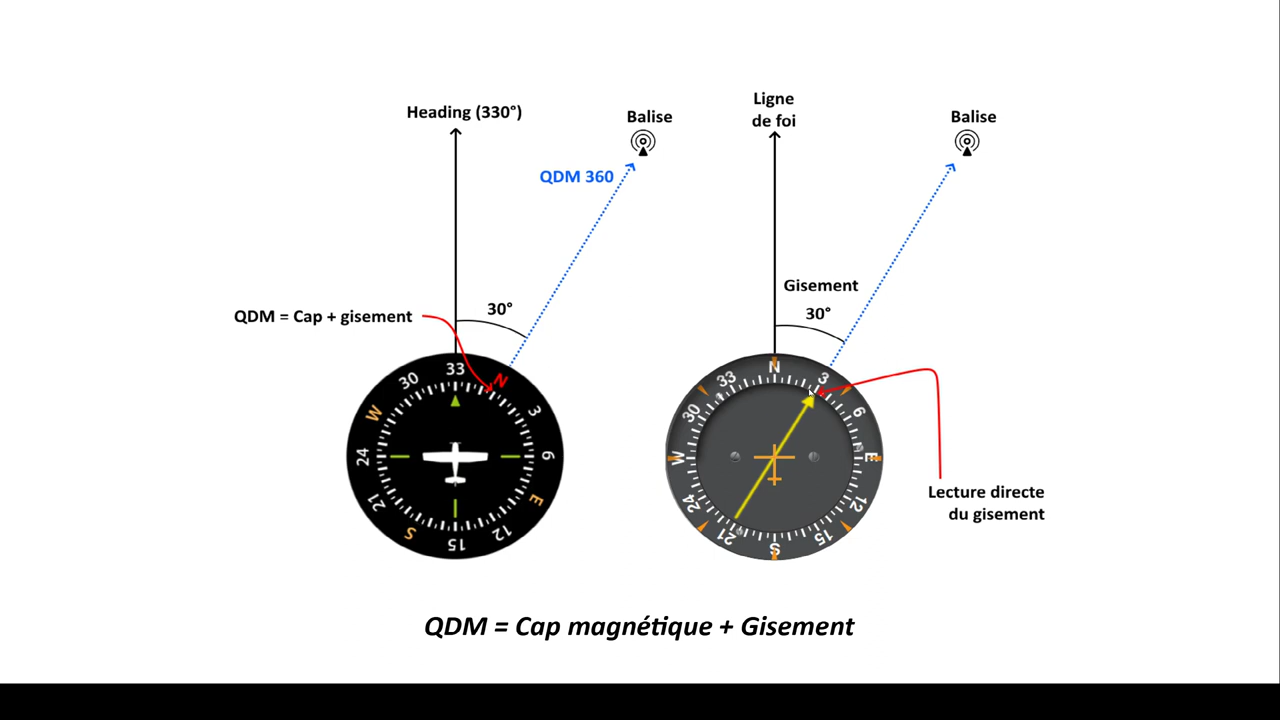 Heading (330°)
Balise
QDM 360
30°
QDM = Cap + gisement
33
N
3
6
E
12
15
S
21
24
W
30
Ligne
de foi
Balise
Gisement
30°
N
3
6
E
12
15
S
21
24
W
30
33
Lecture directe
du gisement
QDM = Cap magnétique + Gisement